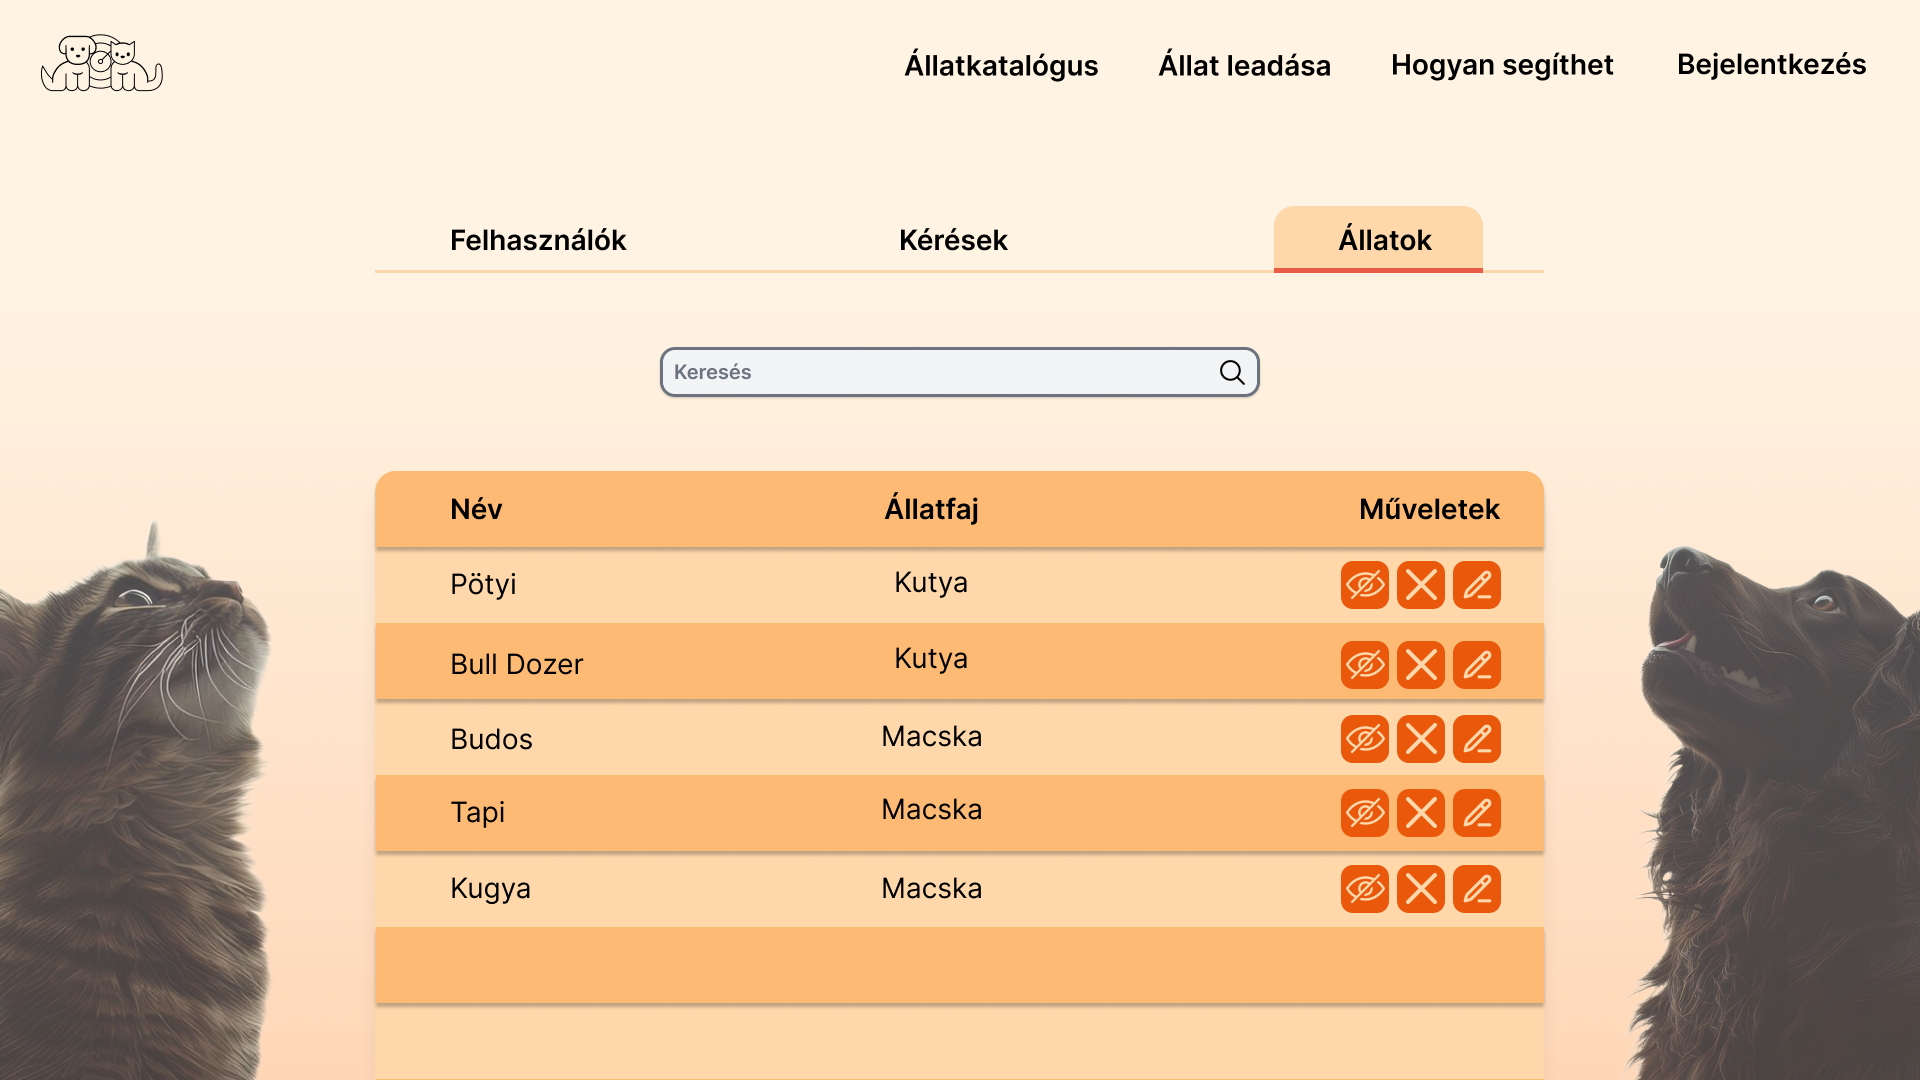 Állatkatalógus
Állat leadása
Hogyan segíthet
Bejelentkezés
Felhasználók
Kérések
Állatok
Keresés
Név
Állatfaj
Műveletek
Pötyi
Kutya
Bull Dozer
Kutya
Budos
Macska
Tapi
Macska
Kugya
Macska